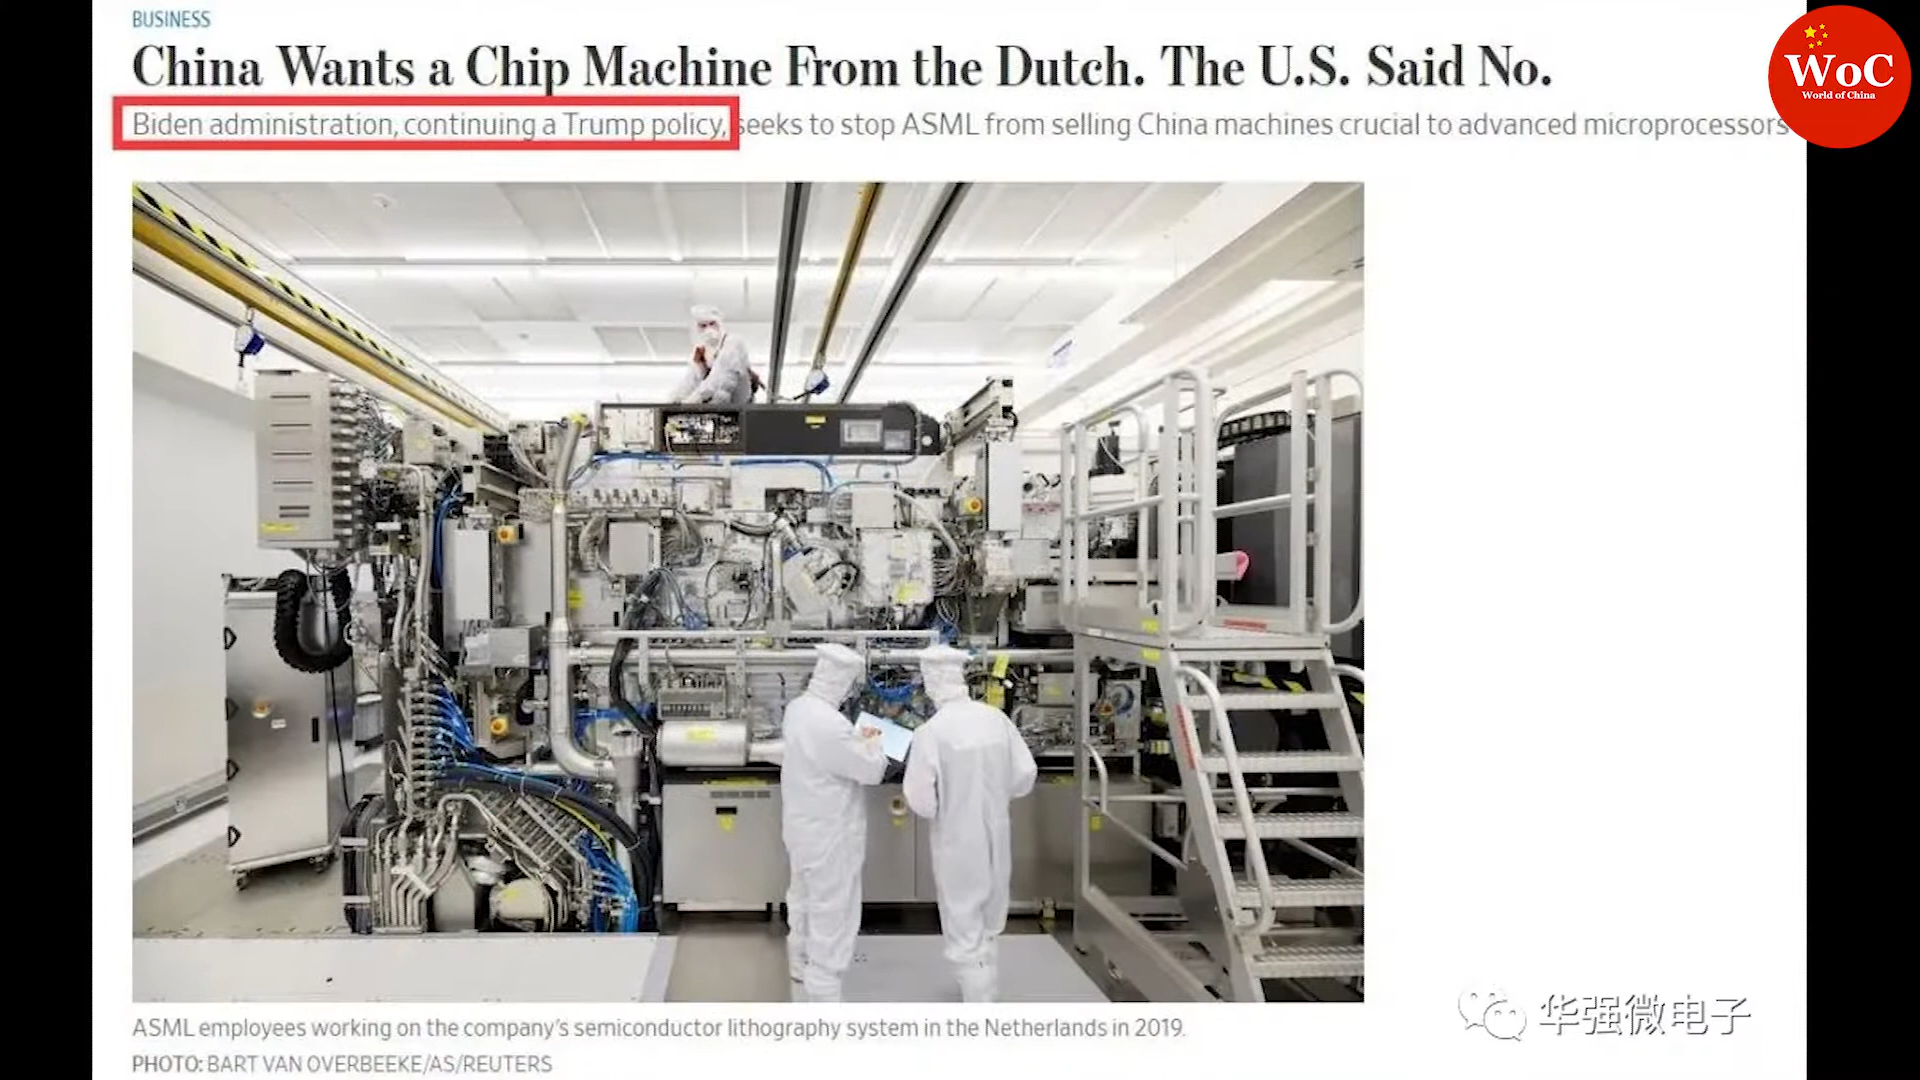 BUSINESS
China Wants a Chip Machine From the Dutch. The U.S. Said No.
Biden administration, continuing a Trump policy, seeks to stop ASML from selling China machines crucial to advanced microprocessors
WoC
World of China
ASML employees working on the company's semiconductor lithography system in the Netherlands in 2019.
PHOTO: BART VAN OVERBEEKE/AS/REUTERS
华强微电子